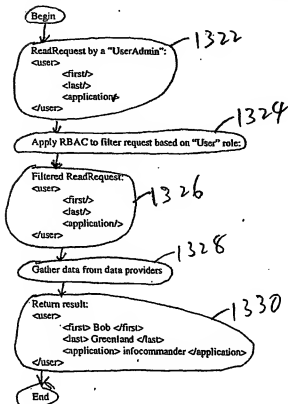 Begin
ReadRequest by a "UserAdmin":
<user>
<first/>
<last/>
<application/>
</user>
1322
Apply RBAC to filter request based on "User" role:
1324
Filtered ReadRequest:
<user>
<first/>
<last/>
<application/>
</user>
1326
Gather data from data providers
1328
Return result:
<user>
<first> Bob </first>
<last> Greenland </last>
<application> infocommander </application>
</user>
1330
End